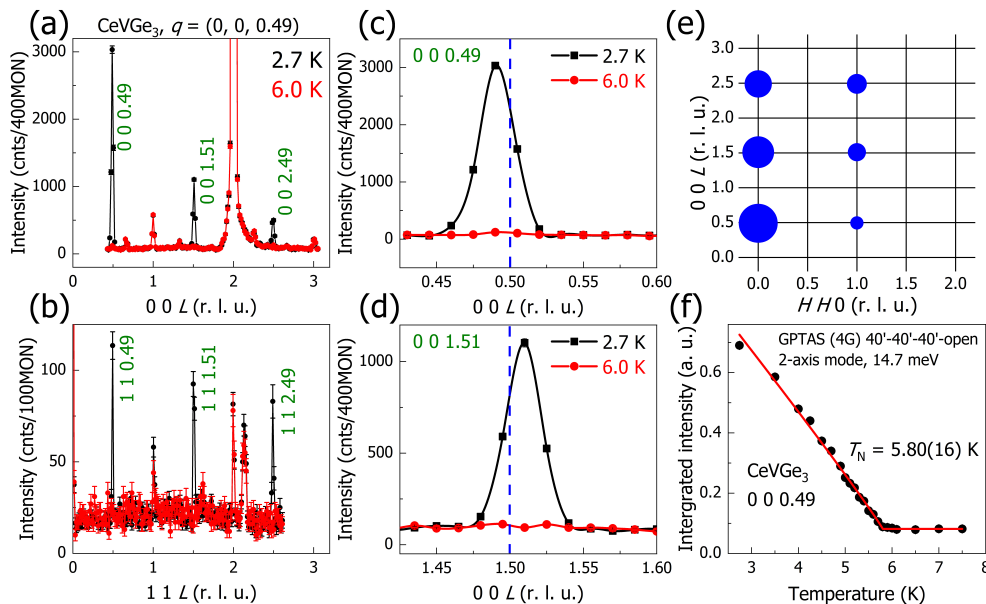 (a)
CeVGe3, q = (0, 0, 0.49)
Intensity (cnts/400MON)
3000
2000
1000
0
0 0 0.49
0 0 1.51
0 0 2.49
2.7 K
6.0 K
0
1
2
3
0 0 L (r. l. u.)
(b)
Intensity (cnts/100MON)
100
50
0
1 1 0.49
1 1 1.51
1 1 2.49
0
1
2
3
1 1 L (r. l. u.)
(c)
Intensity (cnts/400MON)
3000
2000
1000
0
0 0 0.49
2.7 K
6.0 K
0.45
0.50
0.55
0.60
0 0 L (r. l. u.)
(d)
Intensity (cnts/400MON)
1000
500
0
0 0 1.51
2.7 K
6.0 K
1.45
1.50
1.55
1.60
0 0 L (r. l. u.)
(e)
0 0 L (r. l. u.)
3.0
2.5
2.0
1.5
1.0
0.5
0.0
0.0
0.5
1.0
1.5
2.0
H H 0 (r. l. u.)
(f)
Intergrated intensity (a. u.)
0.6
0.4
0.2
0.0
GPTAS (4G) 40'-40'-40'-open
2-axis mode, 14.7 meV
TN = 5.80(16) K
CeVGe3
0 0 0.49
3
4
5
6
7
8
Temperature (K)